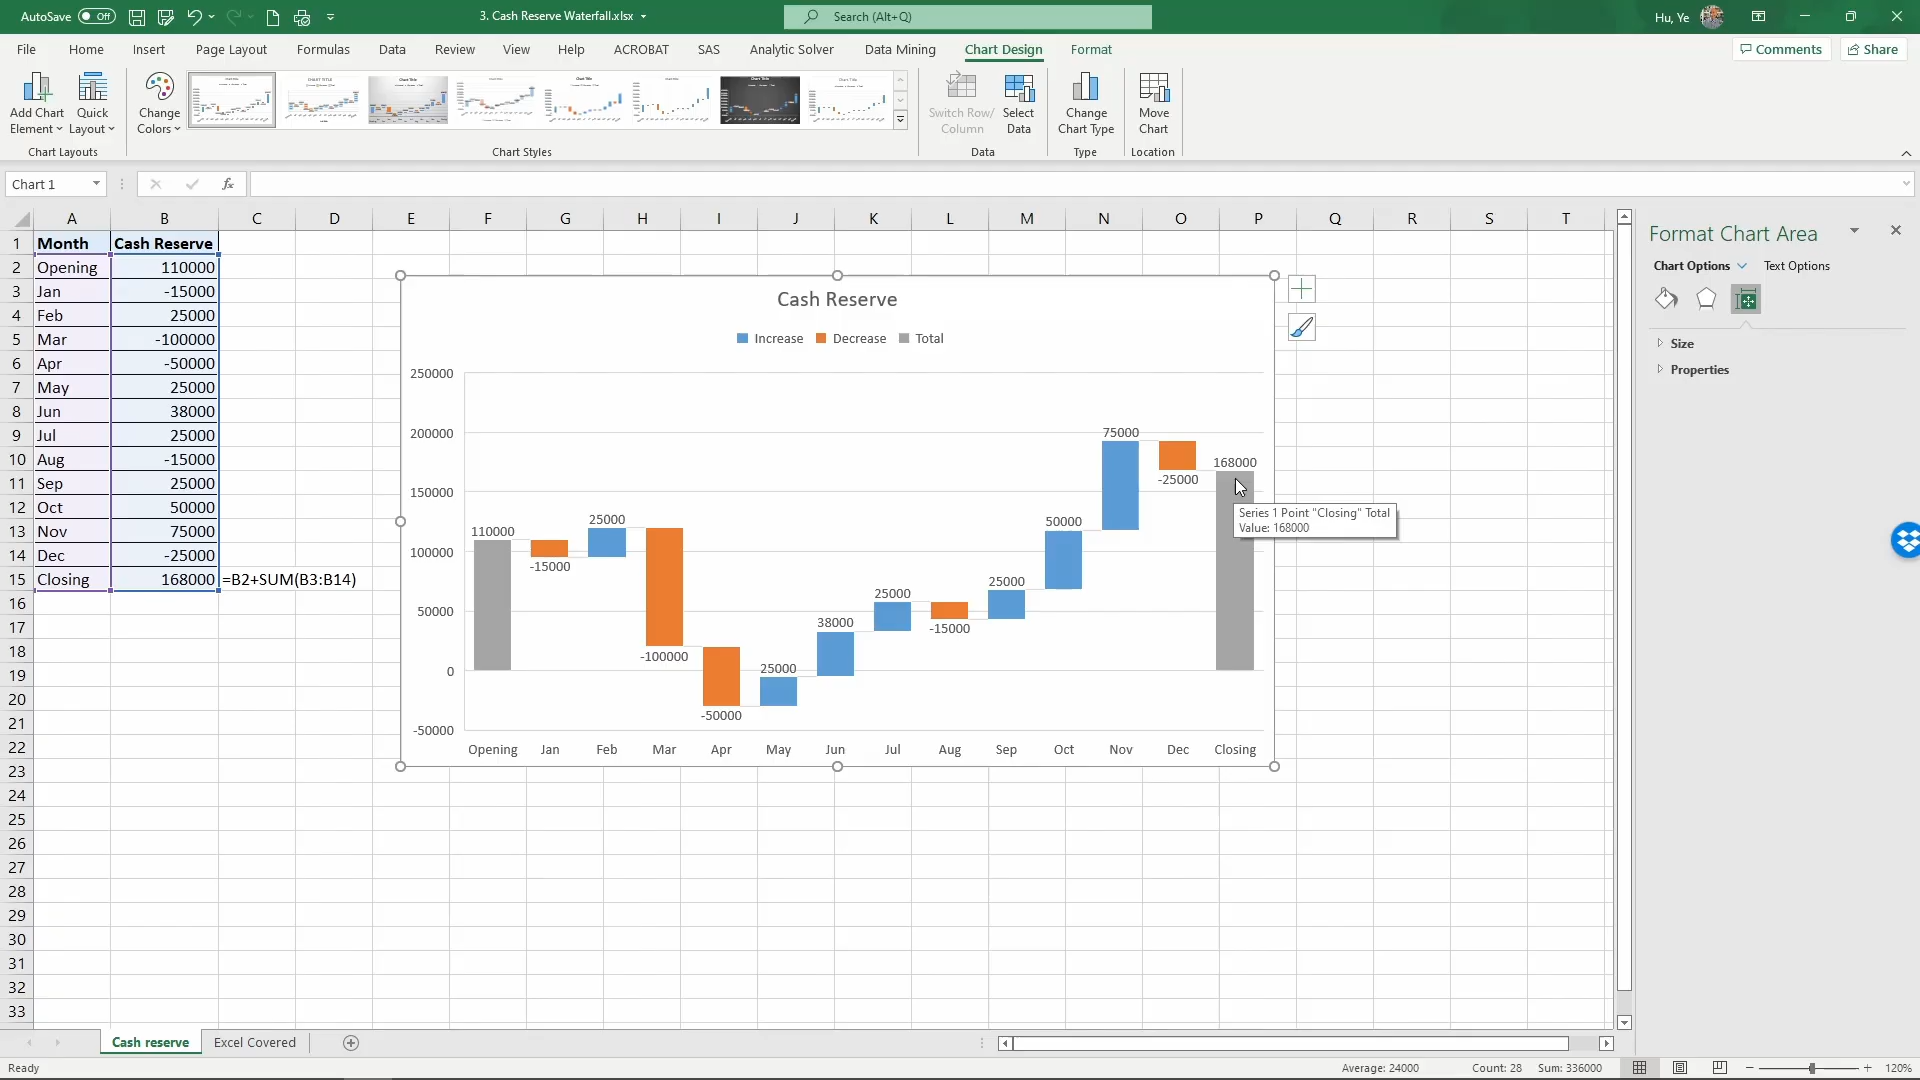 AutoSave Off 3. Cash Reserve Waterfall.xlsx Search (Alt+Q) Hu, Ye
File Home Insert Page Layout Formulas Data Review View Help ACROBAT SAS Analytic Solver Data Mining Chart Design Format Comments Share
Add Chart Element Quick Layout Change Colors Switch Row/ Column Select Data Change Chart Type Move Chart
Chart Layouts Chart Styles Data Type Location
Chart 1 fx
A B C D E F G H I J K L M N O P Q R S T
1 Month Cash Reserve
2 Opening 110000
3 Jan -15000
4 Feb 25000
5 Mar -100000
6 Apr -50000
7 May 25000
8 Jun 38000
9 Jul 25000
10 Aug -15000
11 Sep 25000
12 Oct 50000
13 Nov 75000
14 Dec -25000
15 Closing 168000 =B2+SUM(B3:B14)
16
17
18
19
20
21
22
23
24
25
26
27
28
29
30
31
32
33
Cash Reserve
Increase Decrease Total
250000
200000
150000
100000
50000
0
-50000
110000
-15000
25000
-100000
-50000
25000
38000
25000
-15000
25000
50000
75000
-25000
168000
Opening Jan Feb Mar Apr May Jun Jul Aug Sep Oct Nov Dec Closing
Series 1 Point "Closing" Total
Value: 168000
Format Chart Area
Chart Options Text Options
Size
Properties
Cash reserve Excel Covered
Ready Average: 24000 Count: 28 Sum: 336000 120%